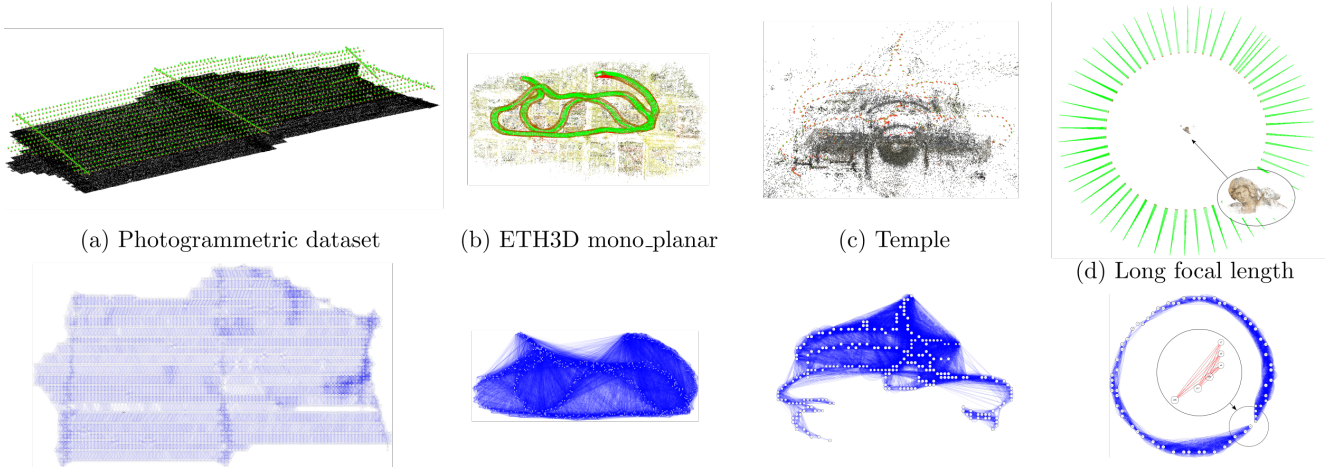 (a) Photogrammetric dataset
(b) ETH3D mono_planar
(c) Temple
(d) Long focal length